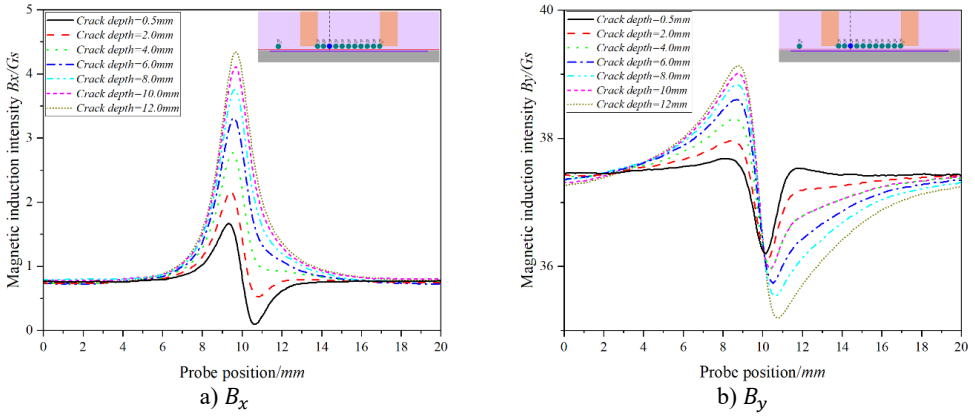 Magnetic induction intensity Bx/Gs
5
4
3
2
1
0
Crack depth=0.5mm
Crack depth=2.0mm
Crack depth=4.0mm
Crack depth=6.0mm
Crack depth=8.0mm
Crack depth=10.0mm
Crack depth=12.0mm
0 2 4 6 8 10 12 14 16 18 20
Probe position/mm
a) Bx
Magnetic induction intensity By/Gs
40
38
36
Crack depth=0.5mm
Crack depth=2.0mm
Crack depth=4.0mm
Crack depth=6.0mm
Crack depth=8.0mm
Crack depth=10mm
Crack depth=12mm
0 2 4 6 8 10 12 14 16 18 20
Probe position/mm
b) By